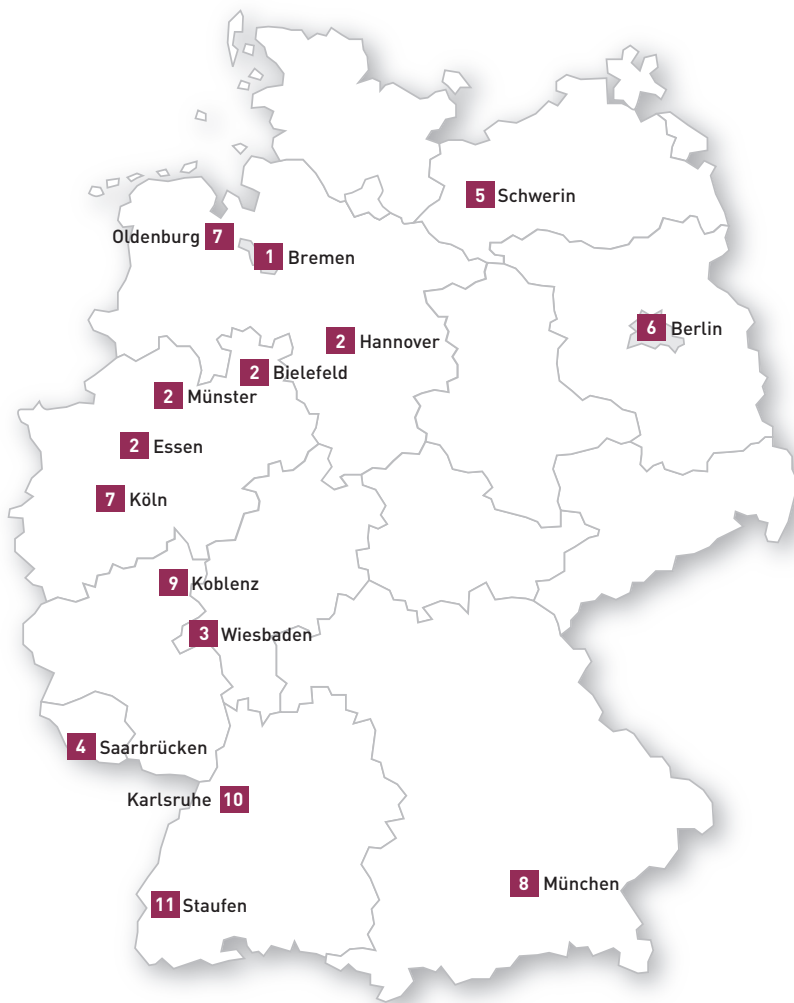 5 Schwerin
Oldenburg 7
1 Bremen
6 Berlin
2 Hannover
2 Bielefeld
2 Münster
2 Essen
7 Köln
9 Koblenz
3 Wiesbaden
4 Saarbrücken
Karlsruhe 10
8 München
11 Staufen